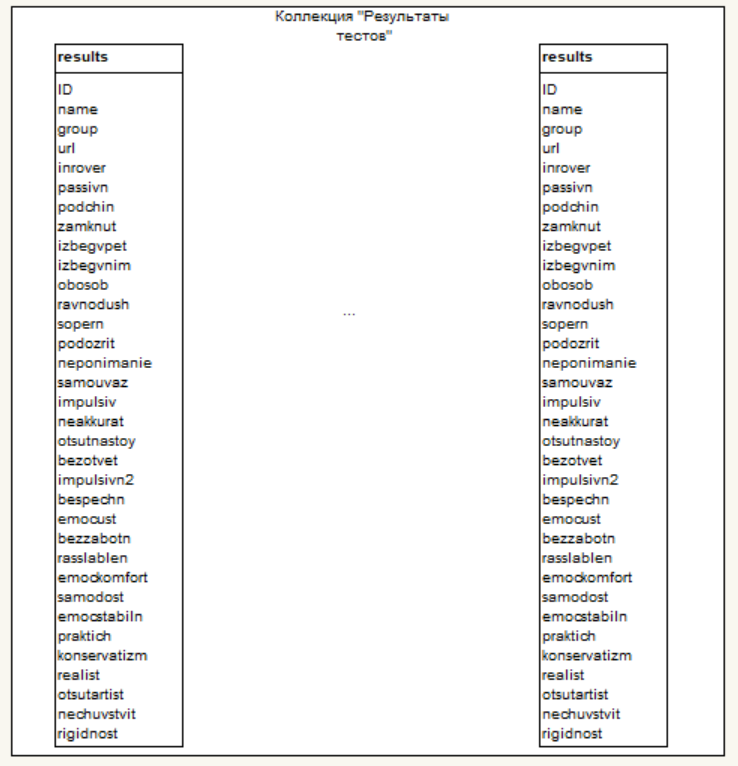 Коллекция "Результаты
тестов"
results
ID
name
group
url
inrover
passivn
podchin
zamknut
izbegvpet
izbegvnim
obosob
ravnodush
sopern
podozrit
neponimanie
samouvaz
impulsiv
neakkurat
otsutnastoy
bezotvet
impulsivn2
bespechn
emocust
bezzabotn
rasslablen
emockomfort
samodost
emocstabiln
praktich
konservatizm
realist
otsutartist
nechuvstvit
rigidnost
...
results
ID
name
group
url
inrover
passivn
podchin
zamknut
izbegvpet
izbegvnim
obosob
ravnodush
sopern
podozrit
neponimanie
samouvaz
impulsiv
neakkurat
otsutnastoy
bezotvet
impulsivn2
bespechn
emocust
bezzabotn
rasslablen
emockomfort
samodost
emocstabiln
praktich
konservatizm
realist
otsutartist
nechuvstvit
rigidnost